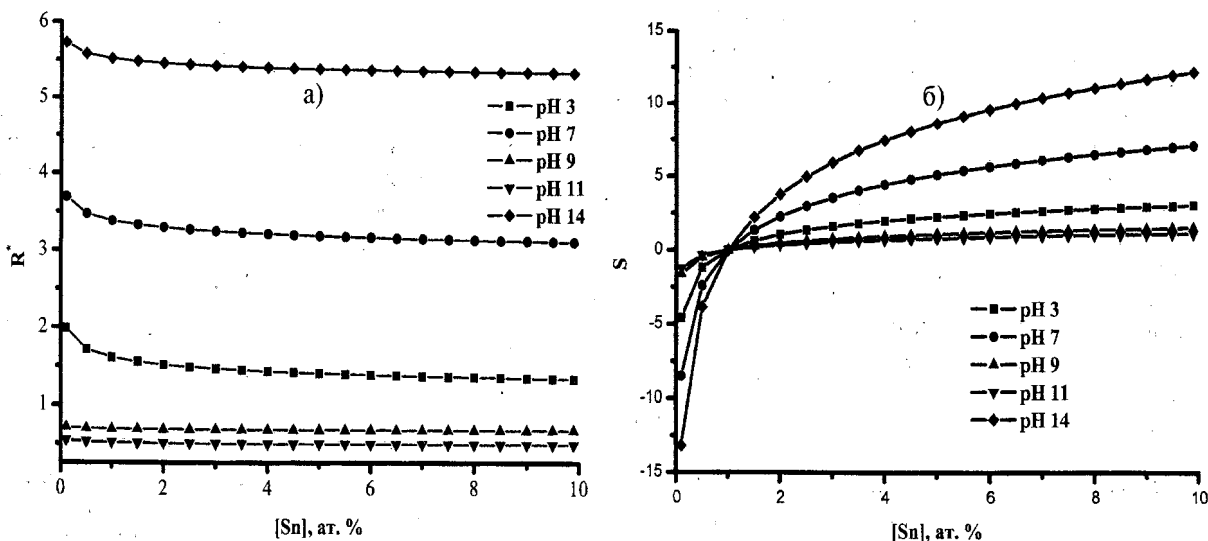 6
5
4
3
2
1
R*
а)
pH 3
pH 7
pH 9
pH 11
pH 14
0 2 4 6 8 10
[Sn], ат. %
15
10
5
0
-5
-10
-15
S
б)
pH 3
pH 7
pH 9
pH 11
pH 14
0 2 4 6 8 10
[Sn], ат. %